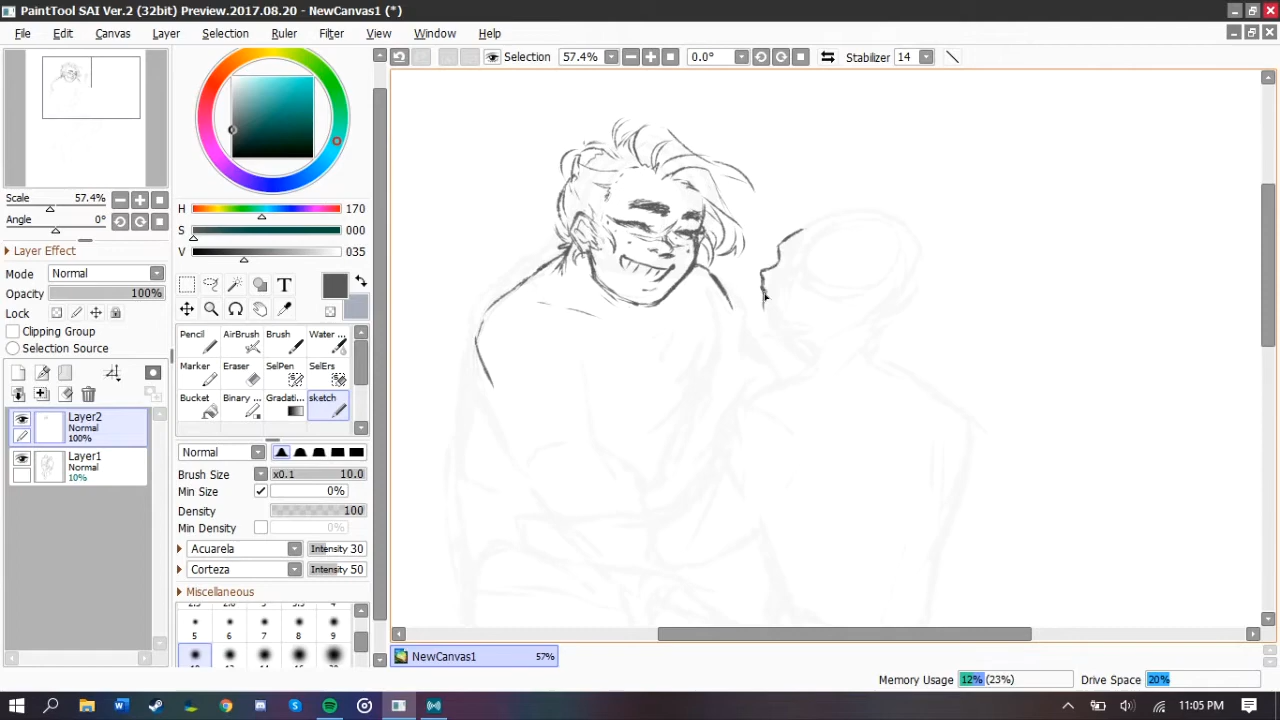 PaintTool SAI Ver.2 (32bit) Preview.2017.08.20 - NewCanvas1 (*)
File Edit Canvas Layer Selection Ruler Filter View Window Help
Selection 57.4% 0.0° Stabilizer 14
Scale 57.4%
Angle 0°
Layer Effect
Mode Normal
Opacity 100%
Lock
Clipping Group
Selection Source
Layer2
Normal
100%
Layer1
Normal
10%
H 170
S 000
V 035
T
Pencil AirBrush Brush Water ...
Marker Eraser SelPen SelErs
Bucket Binary ... Gradati... sketch
Normal
Brush Size x0.1 10.0
Min Size 0%
Density 100
Min Density 0%
Acuarela Intensity 30
Corteza Intensity 50
Miscellaneous
5 6 7 8 9
NewCanvas1 57%
Memory Usage 12% (23%) Drive Space 20%
11:05 PM